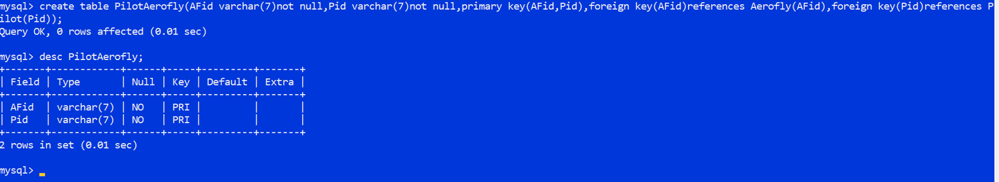 mysql> create table PilotAerofly(AFid varchar(7)not null,Pid varchar(7)not null,primary key(AFid,Pid),foreign key(AFid)references Aerofly(AFid),foreign key(Pid)references P
ilot(Pid));
Query OK, 0 rows affected (0.01 sec)

mysql> desc PilotAerofly;
+-------+------------+------+-----+---------+-------+
| Field | Type       | Null | Key | Default | Extra |
+-------+------------+------+-----+---------+-------+
| AFid  | varchar(7) | NO   | PRI |         |       |
| Pid   | varchar(7) | NO   | PRI |         |       |
+-------+------------+------+-----+---------+-------+
2 rows in set (0.01 sec)

mysql>